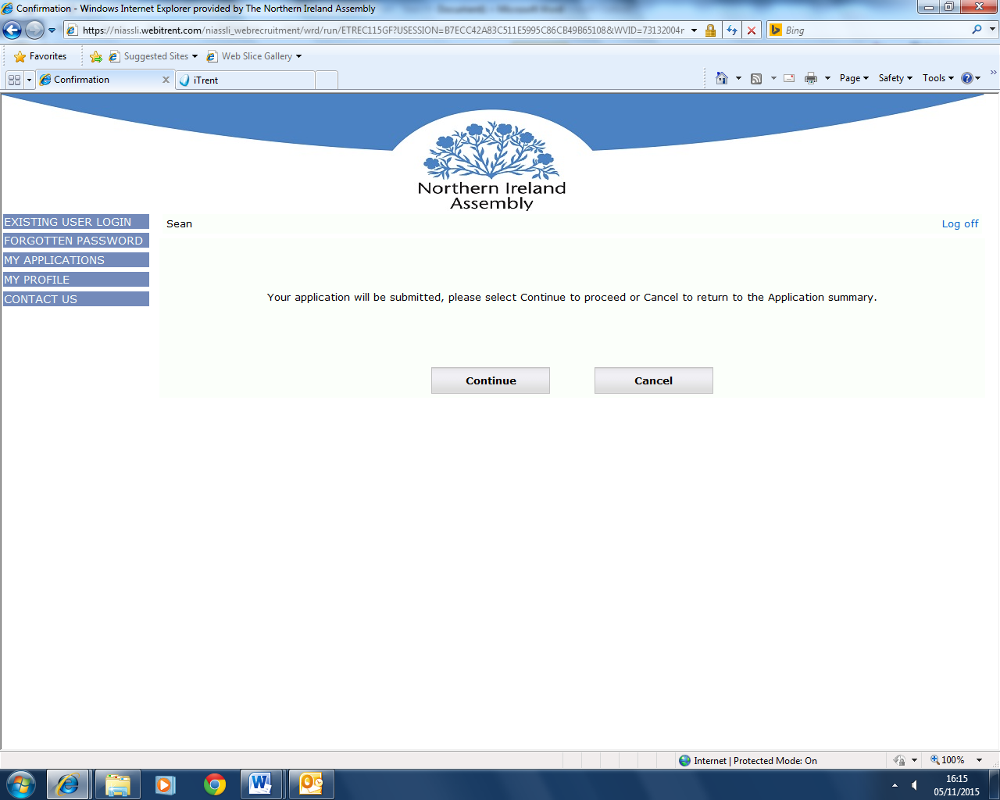 Confirmation - Windows Internet Explorer provided by The Northern Ireland Assembly
https://niassli.webitrent.com/niassli_webrecruitment/wrd/run/ETREC115GF?USESSION=B7ECC42A83C511E5995C86CB49B65108&WVID=73132004r
Bing
Favorites
Suggested Sites
Web Slice Gallery
Confirmation
iTrent
Page
Safety
Tools
Northern Ireland
Assembly
EXISTING USER LOGIN
FORGOTTEN PASSWORD
MY APPLICATIONS
MY PROFILE
CONTACT US
Sean
Log off
Your application will be submitted, please select Continue to proceed or Cancel to return to the Application summary.
Continue
Cancel
Internet | Protected Mode: On
100%
16:15
05/11/2015